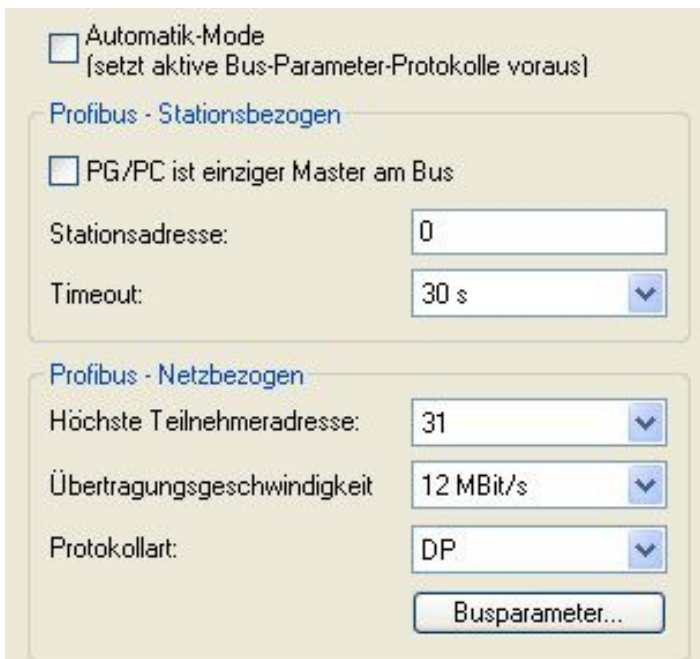 Automatik-Mode
(setzt aktive Bus-Parameter-Protokolle voraus)
Profibus - Stationsbezogen
PG/PC ist einziger Master am Bus
Stationsadresse: 0
Timeout: 30 s
Profibus - Netzbezogen
Höchste Teilnehmeradresse: 31
Übertragungsgeschwindigkeit 12 MBit/s
Protokollart: DP
Busparameter...